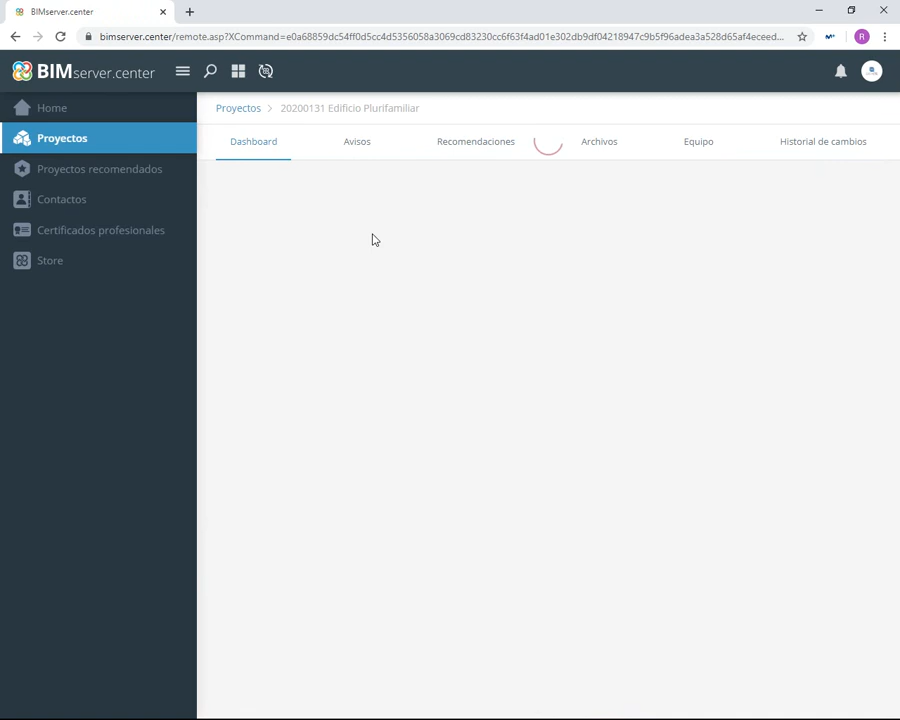 BIMserver.center
bimserver.center/remote.asp?XCommand=e0a68859dc54ff0d5cc4d5356058a3069cd83230cc6f63f4ad01e302db9df04218947c9b5f96adea3a528d65af4eceed...
R
BIMserver.center
Home
Proyectos
Proyectos recomendados
Contactos
Certificados profesionales
Store
Proyectos > 20200131 Edificio Plurifamiliar
Dashboard Avisos Recomendaciones Archivos Equipo Historial de cambios